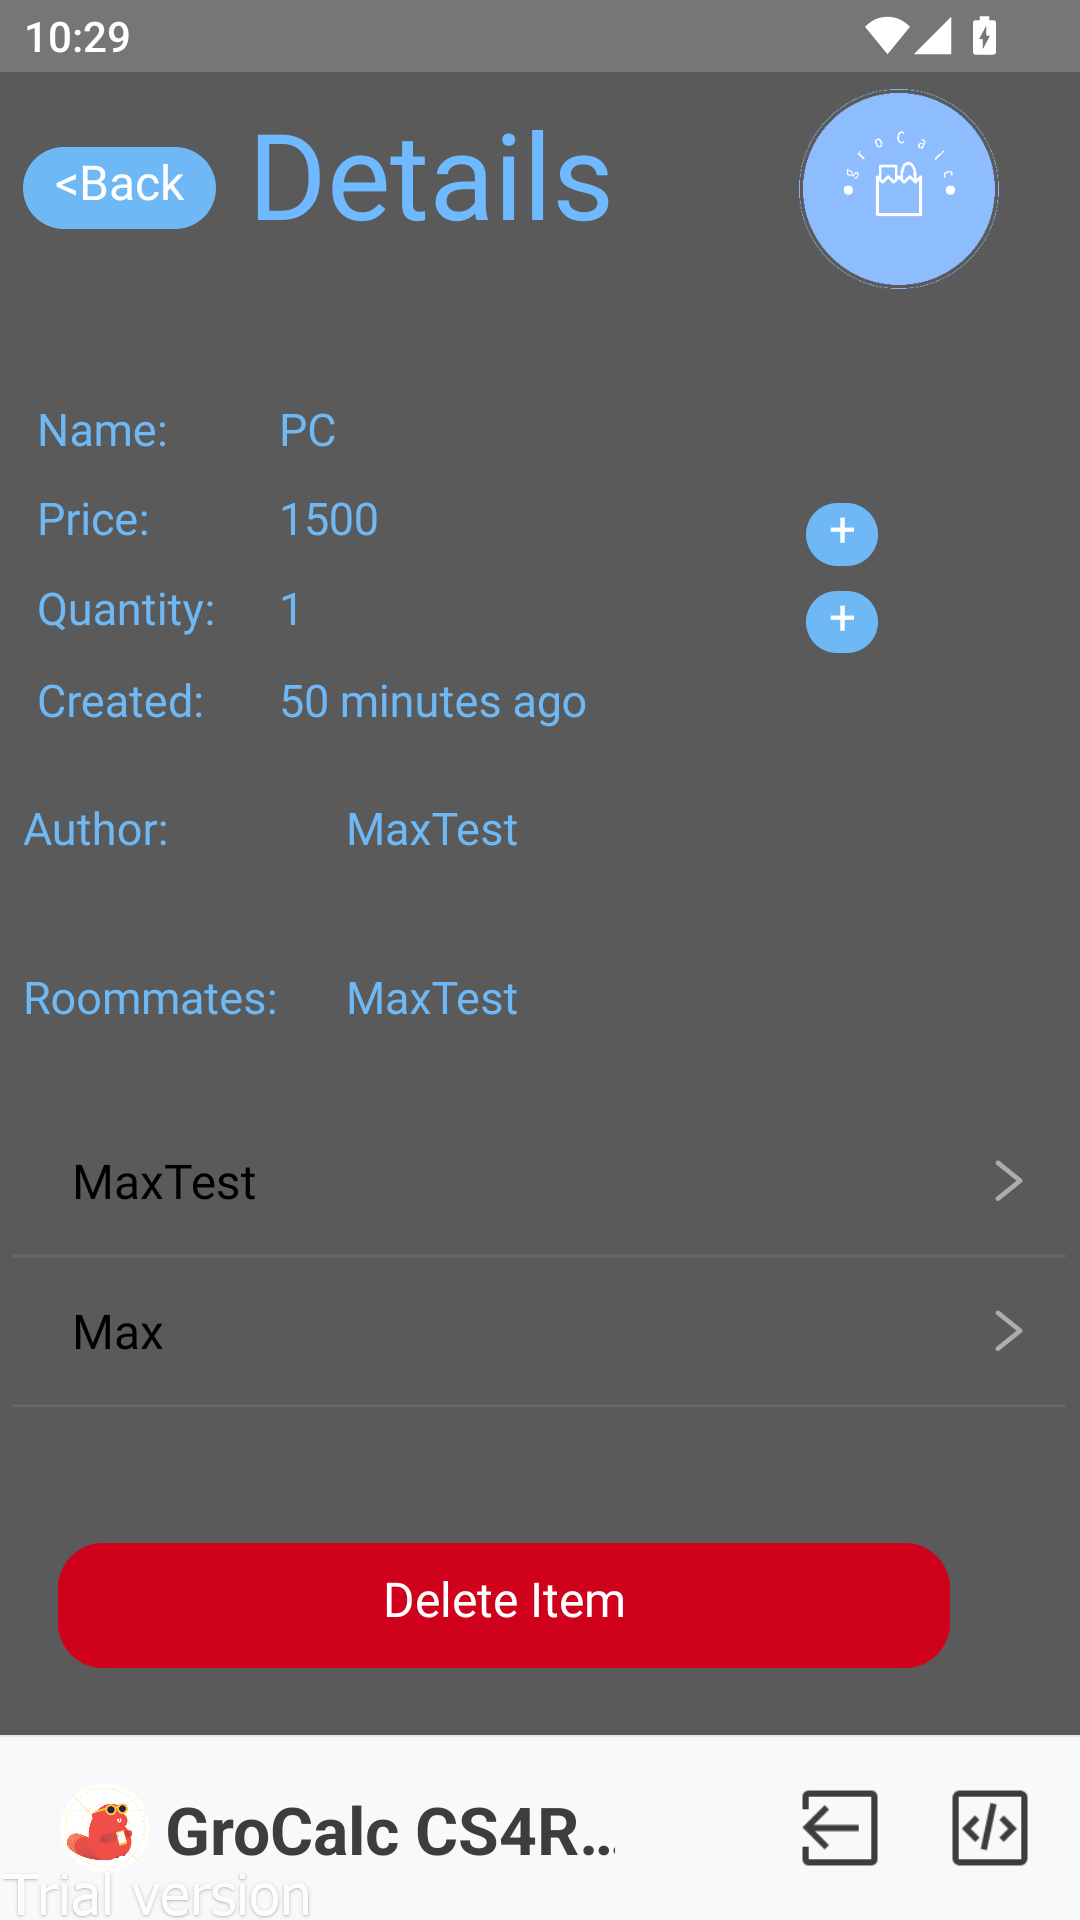 10:29
<Back Details
groCalc
Name: PC
Price: 1500
+
Quantity: 1
+
Created: 50 minutes ago
Author: MaxTest
Roommates: MaxTest
MaxTest
Max
Delete Item
GroCalc CS4R...
Trial version